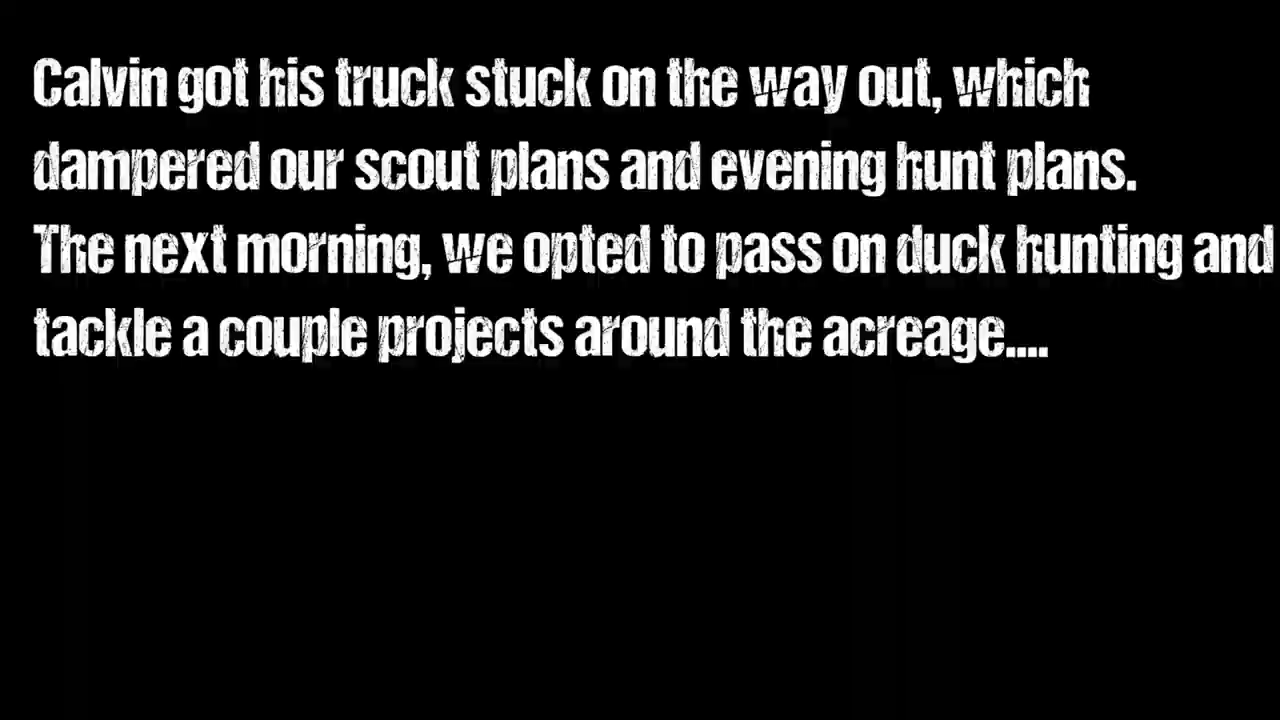 Calvin got his truck stuck on the way out, which
dampered our scout plans and evening hunt plans.
The next morning, we opted to pass on duck hunting and
tackle a couple projects around the acreage....